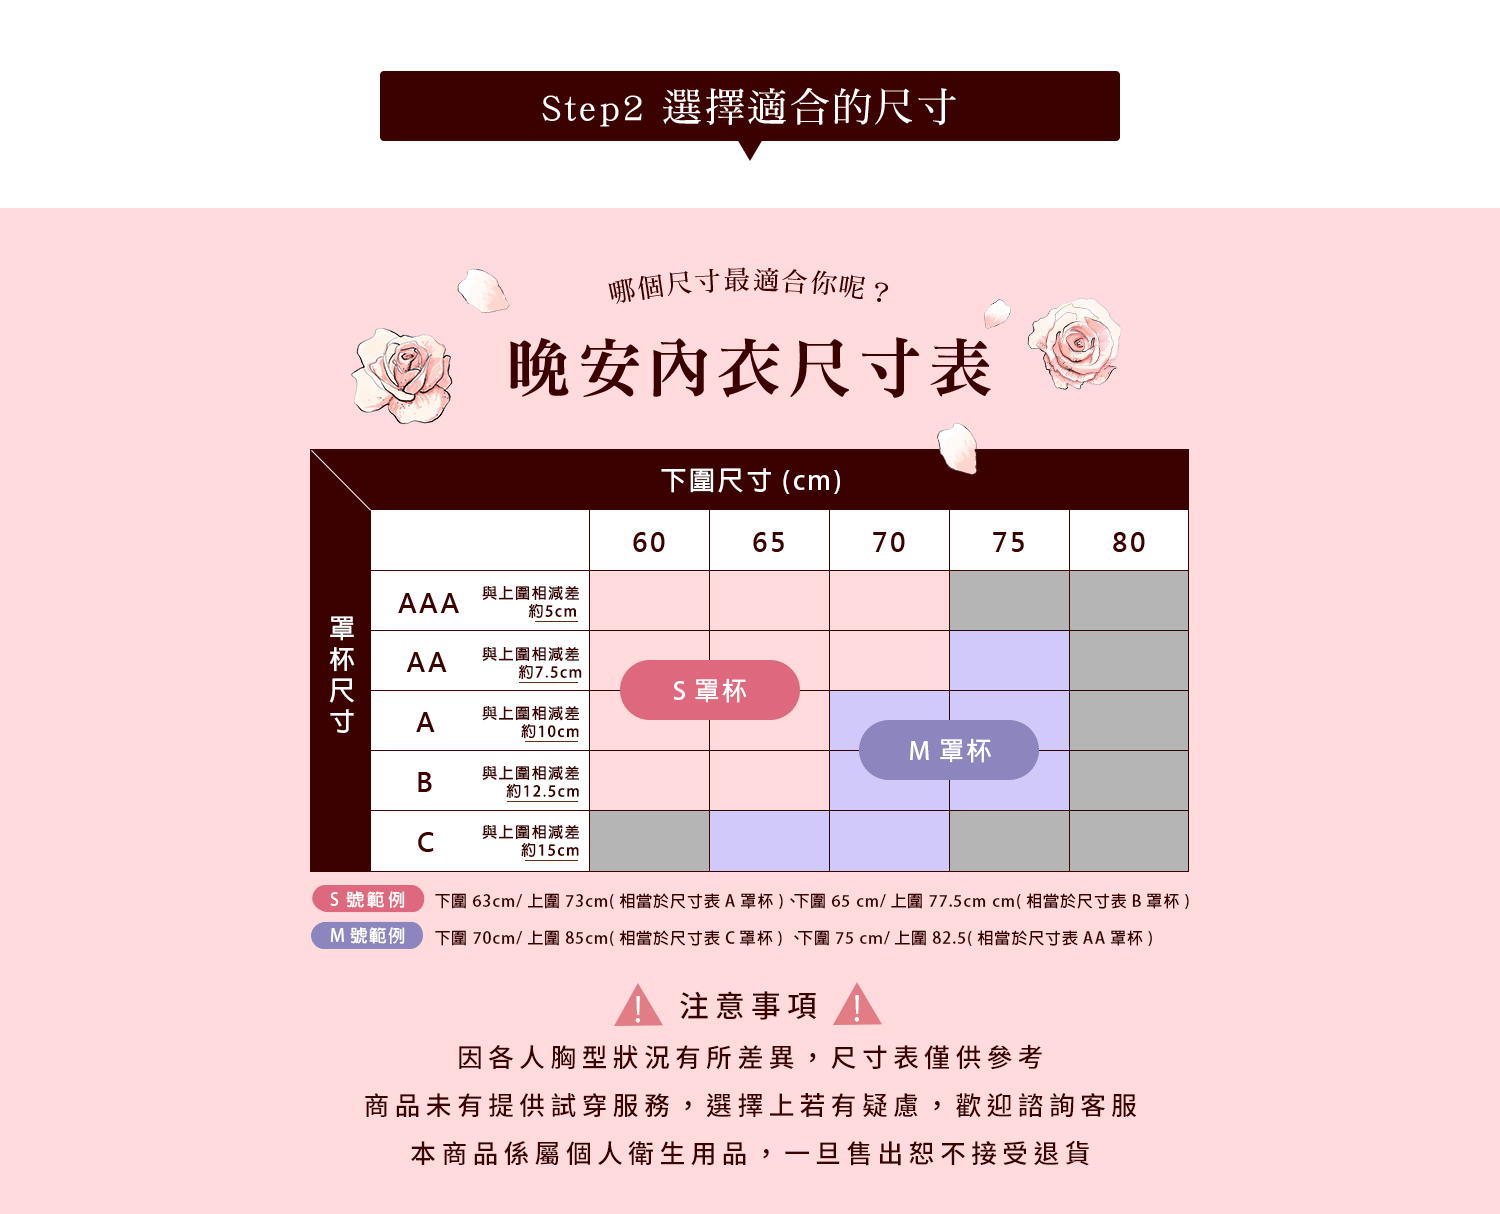 Step2 選擇適合的尺寸
哪個尺寸最適合你呢？
晚安內衣尺寸表
下圍尺寸 (cm)
罩杯尺寸
60 65 70 75 80
AAA 與上圍相減差
約5cm
AA 與上圍相減差
約7.5cm
S 罩杯
A 與上圍相減差
約10cm
M 罩杯
B 與上圍相減差
約12.5cm
C 與上圍相減差
約15cm
S 號範例 下圍 63cm/ 上圍 73cm( 相當於尺寸表 A 罩杯 ) 、下圍 65 cm/ 上圍 77.5cm cm( 相當於尺寸表 B 罩杯 )
M 號範例 下圍 70cm/ 上圍 85cm( 相當於尺寸表 C 罩杯 ) 、下圍 75 cm/ 上圍 82.5( 相當於尺寸表 AA 罩杯 )
! 注意事項 !
因各人胸型狀況有所差異，尺寸表僅供參考
商品未有提供試穿服務，選擇上若有疑慮，歡迎諮詢客服
本商品係屬個人衛生用品，一旦售出恕不接受退貨